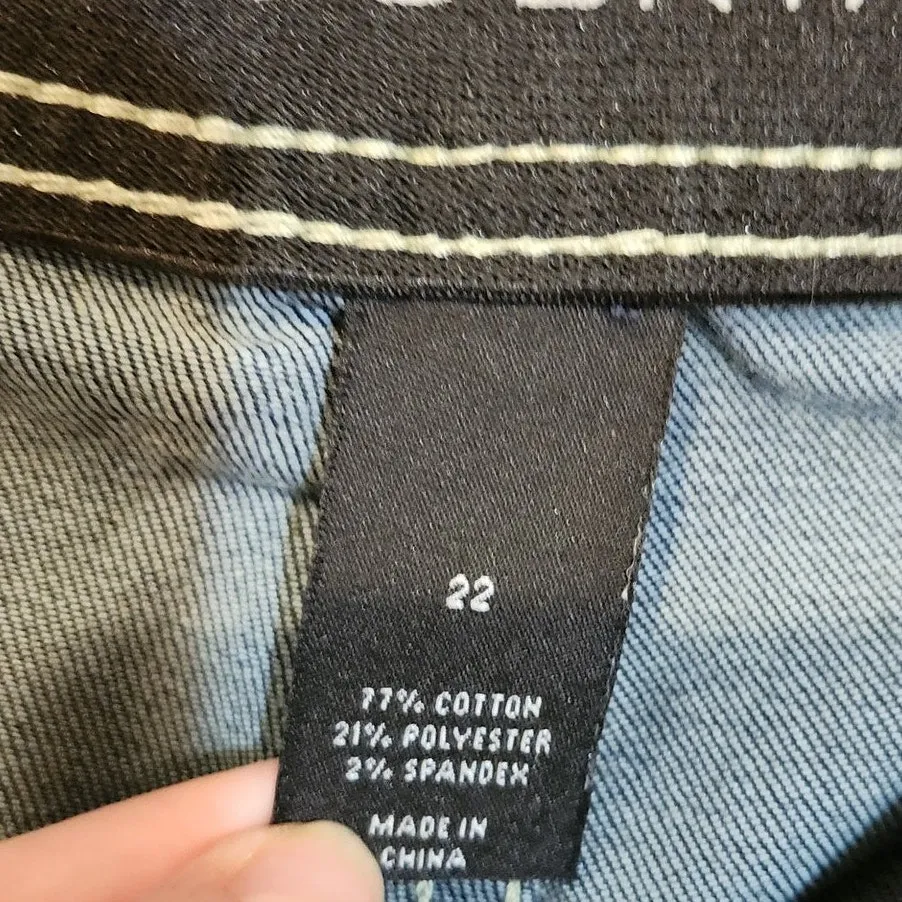 22
77% COTTON
21% POLYESTER
2% SPANDEX
MADE IN
CHINA